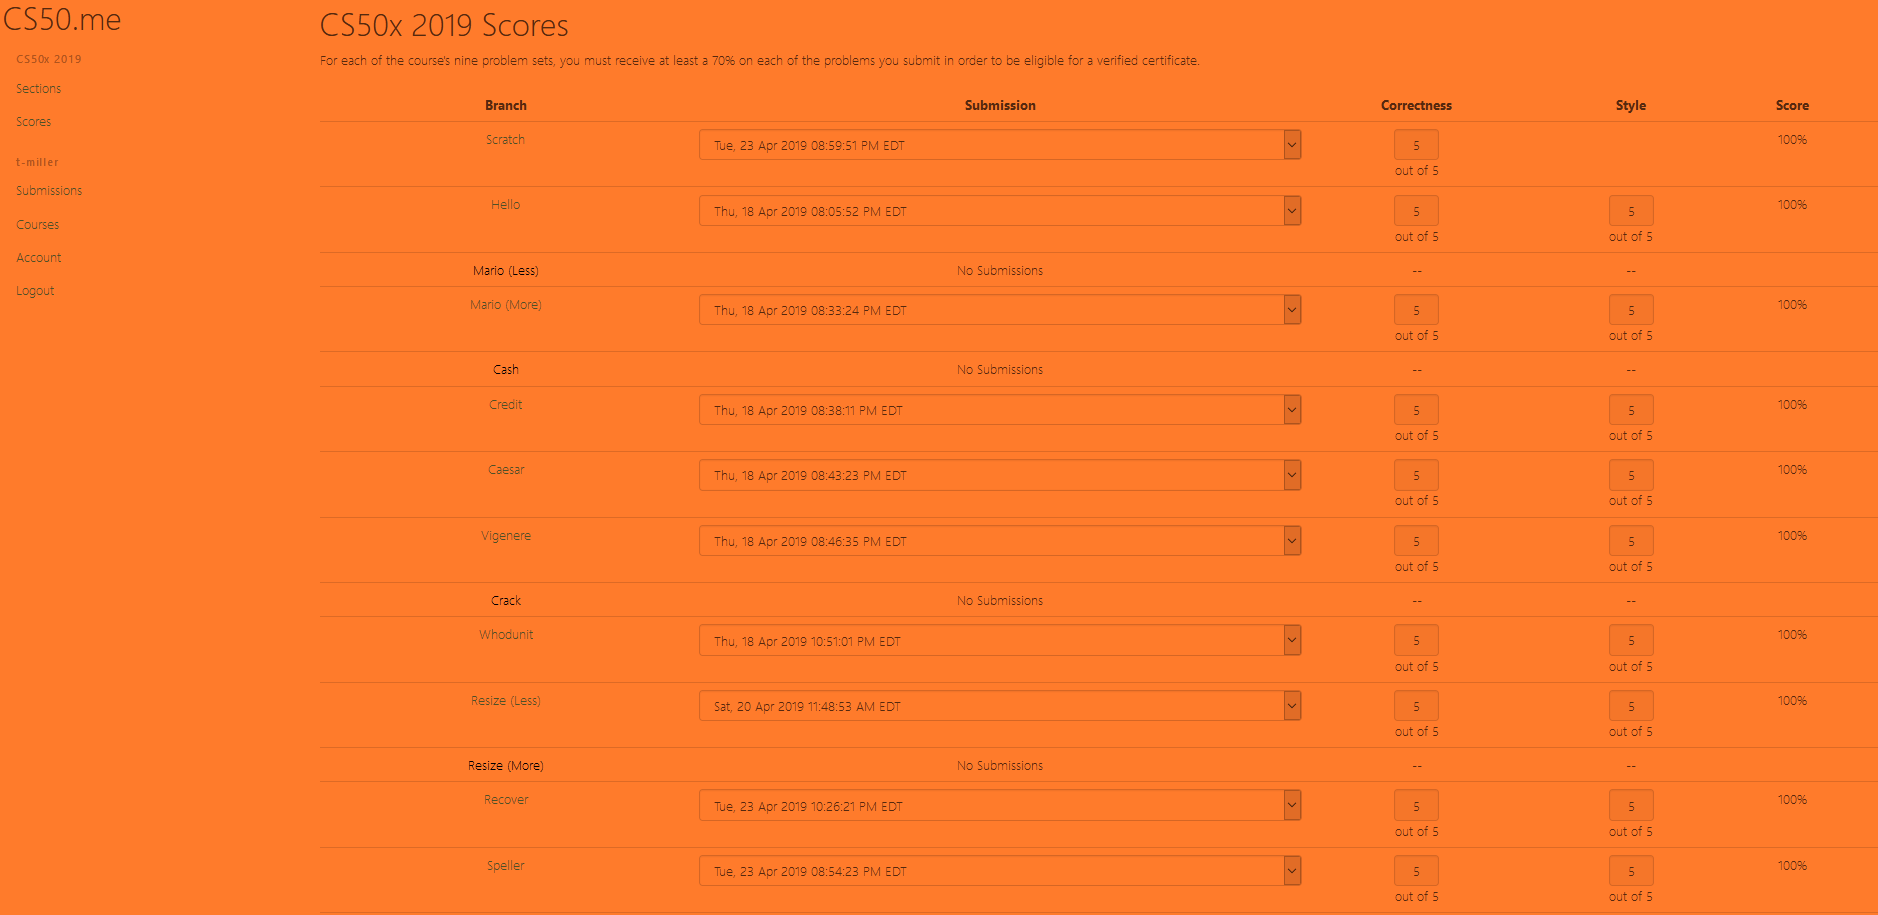 CS50.me
CS50x 2019
Sections
Scores
t-miller
Submissions
Courses
Account
Logout
CS50x 2019 Scores
For each of the course's nine problem sets, you must receive at least a 70% on each of the problems you submit in order to be eligible for a verified certificate.
Branch Submission Correctness Style Score
Scratch Tue, 23 Apr 2019 08:59:51 PM EDT 5 100%
out of 5
Hello Thu, 18 Apr 2019 08:05:52 PM EDT 5 5 100%
out of 5 out of 5
Mario (Less) No Submissions -- --
Mario (More) Thu, 18 Apr 2019 08:33:24 PM EDT 5 5 100%
out of 5 out of 5
Cash No Submissions -- --
Credit Thu, 18 Apr 2019 08:38:11 PM EDT 5 5 100%
out of 5 out of 5
Caesar Thu, 18 Apr 2019 08:43:23 PM EDT 5 5 100%
out of 5 out of 5
Vigenere Thu, 18 Apr 2019 08:46:35 PM EDT 5 5 100%
out of 5 out of 5
Crack No Submissions -- --
Whodunit Thu, 18 Apr 2019 10:51:01 PM EDT 5 5 100%
out of 5 out of 5
Resize (Less) Sat, 20 Apr 2019 11:48:53 AM EDT 5 5 100%
out of 5 out of 5
Resize (More) No Submissions -- --
Recover Tue, 23 Apr 2019 10:26:21 PM EDT 5 5 100%
out of 5 out of 5
Speller Tue, 23 Apr 2019 08:54:23 PM EDT 5 5 100%
out of 5 out of 5